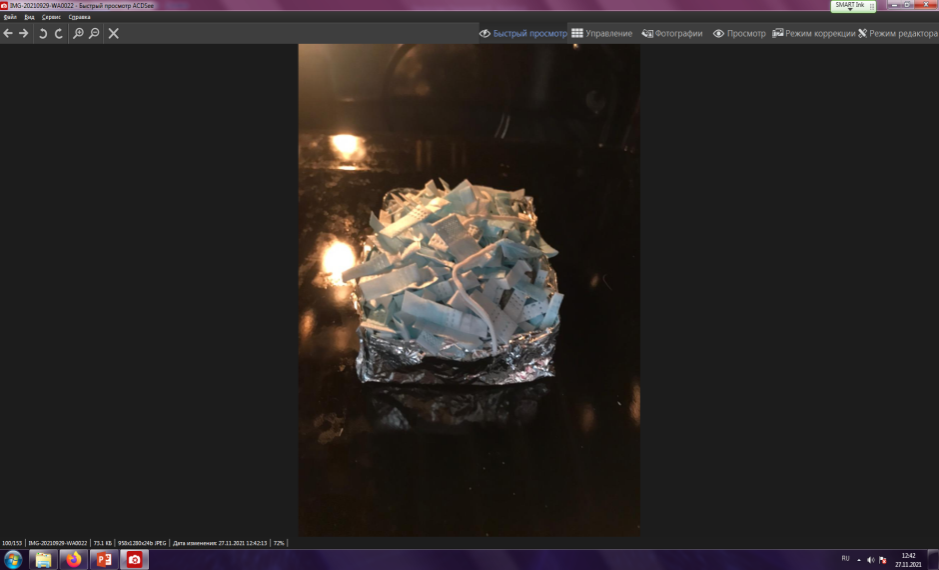 IMG-20210929-WA0022 - Быстрый просмотр ACDSee
SMART Ink
Файл Вид Сервис Справка
Быстрый просмотр Управление Фотографии Просмотр Режим коррекции Режим редактора
100/153 IMG-20210929-WA0022 73.1 KB 958x1280x24b JPEG Дата изменения: 27.11.2021 12:42:13 72%
RU 12:42
27.11.2021